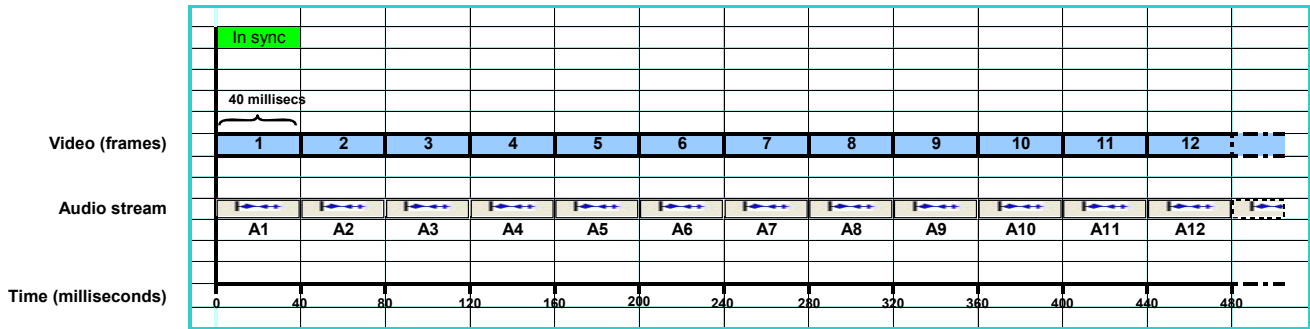 In sync
40 millisecs
Video (frames) 1 2 3 4 5 6 7 8 9 10 11 12
Audio stream
A1 A2 A3 A4 A5 A6 A7 A8 A9 A10 A11 A12
Time (milliseconds) 0 40 80 120 160 200 240 280 320 360 400 440 480